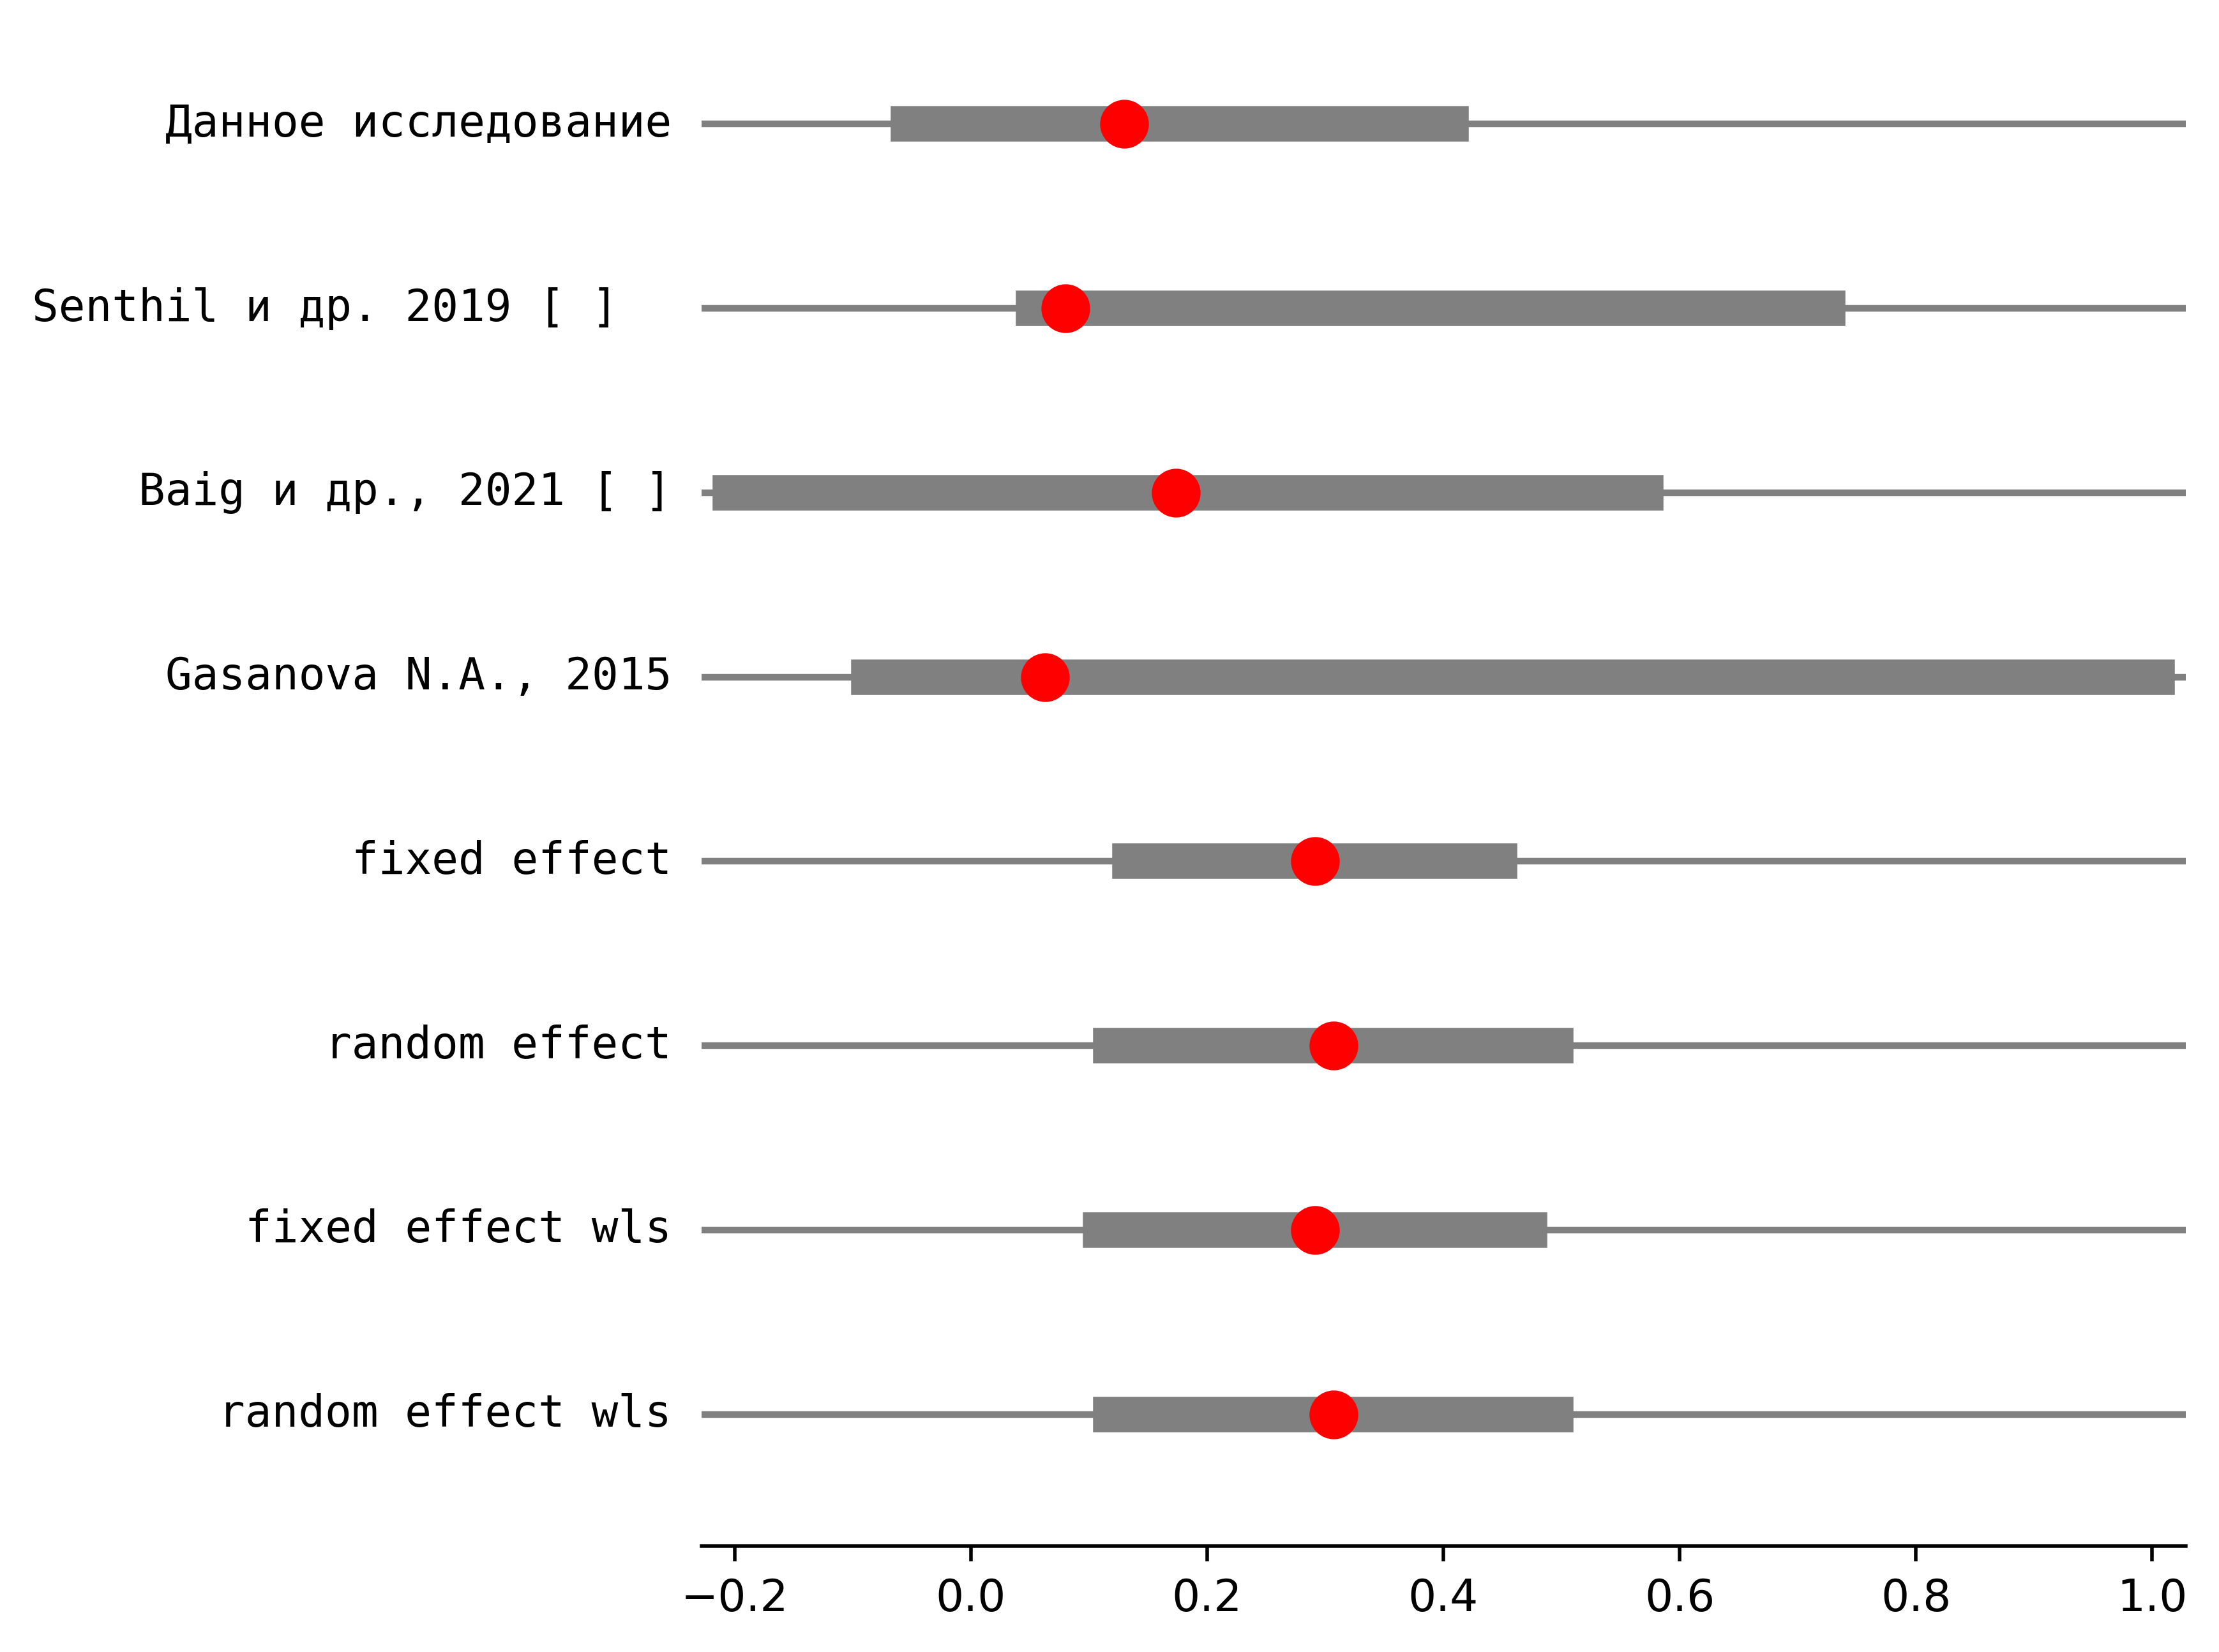 Данное исследование
Senthil и др. 2019 [ ]
Baig и др., 2021 [ ]
Gasanova N.A., 2015
fixed effect
random effect
fixed effect wls
random effect wls
−0.2 0.0 0.2 0.4 0.6 0.8 1.0